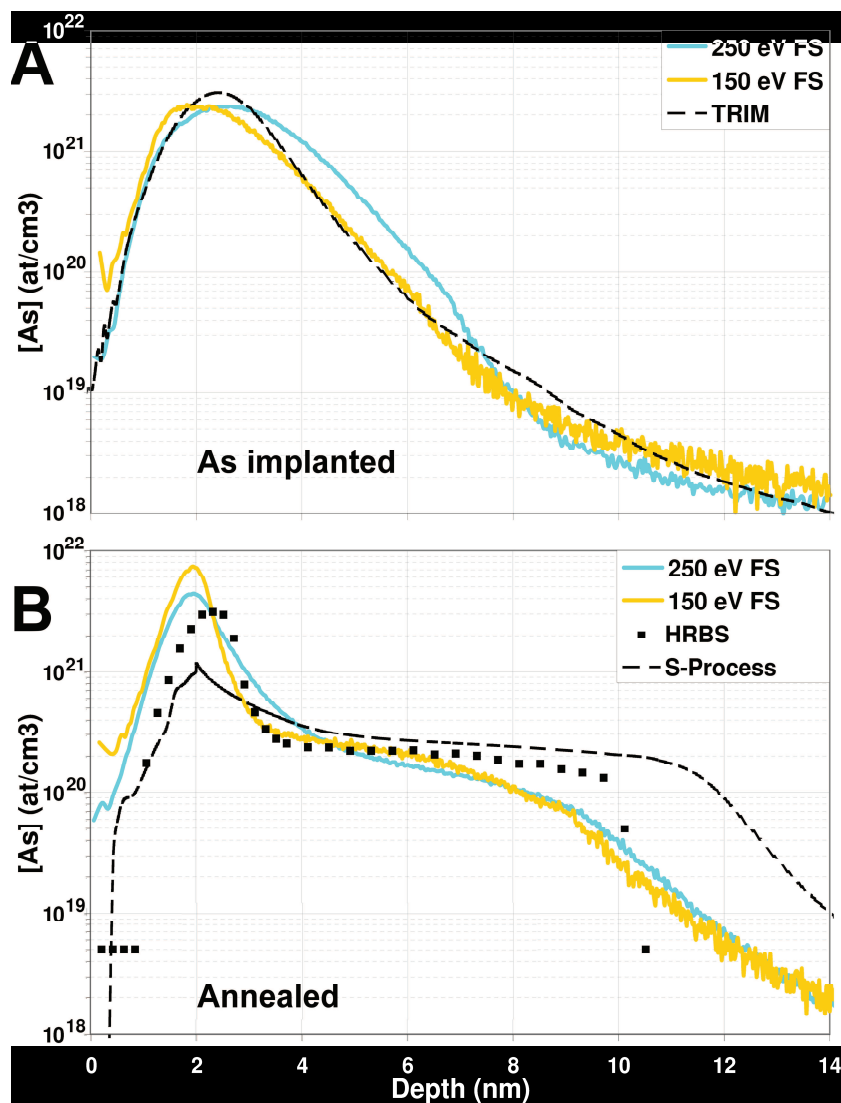 A
10²²
10²¹
10²⁰
10¹⁹
10¹⁸
[As] (at/cm3)
250 eV FS
150 eV FS
TRIM
As implanted
B
10²²
10²¹
10²⁰
10¹⁹
10¹⁸
[As] (at/cm3)
250 eV FS
150 eV FS
HRBS
S-Process
Annealed
0 2 4 6 8 10 12 14
Depth (nm)